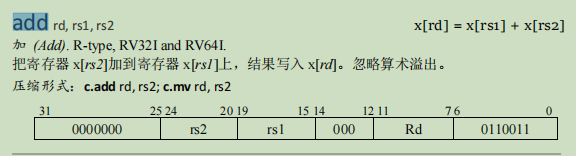 add rd, rs1, rs2 x[rd] = x[rs1] + x[rs2]
加 (Add). R-type, RV32I and RV64I.
把寄存器 x[rs2]加到寄存器 x[rs1]上，结果写入 x[rd]。忽略算术溢出。
压缩形式：c.add rd, rs2; c.mv rd, rs2
31 25 24 20 19 15 14 12 11 7 6 0
0000000 rs2 rs1 000 Rd 0110011